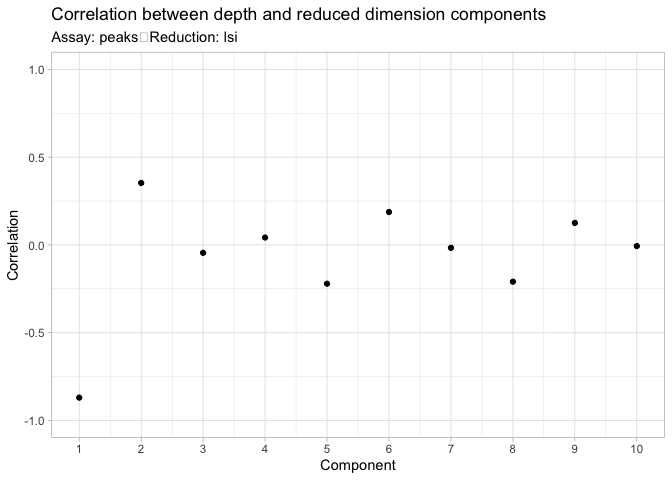 Correlation between depth and reduced dimension components
Assay: peaks□Reduction: lsi
1.0
0.5
0.0
-0.5
-1.0
Correlation
1 2 3 4 5 6 7 8 9 10
Component